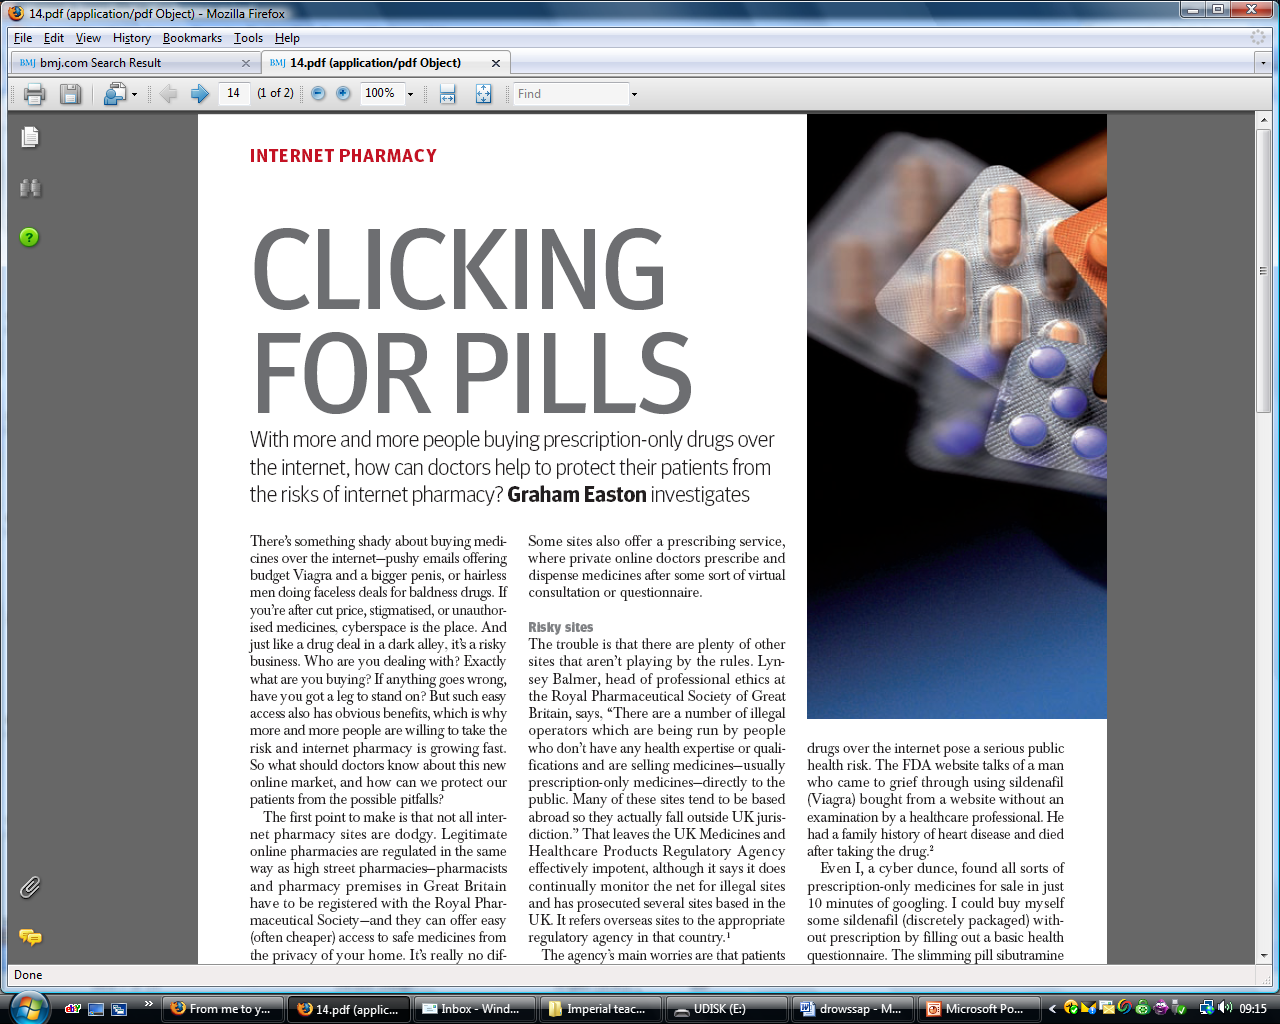 14.pdf (application/pdf Object) - Mozilla Firefox
File Edit View History Bookmarks Tools Help
BMJ bmj.com Search Result
BMJ 14.pdf (application/pdf Object)
14 (1 of 2) 100% Find
INTERNET PHARMACY
CLICKING
FOR PILLS
With more and more people buying prescription-only drugs over
the internet, how can doctors help to protect their patients from
the risks of internet pharmacy? Graham Easton investigates
There's something shady about buying medi-
cines over the internet—pushy emails offering
budget Viagra and a bigger penis, or hairless
men doing faceless deals for baldness drugs. If
you're after cut price, stigmatised, or unauthor-
ised medicines, cyberspace is the place. And
just like a drug deal in a dark alley, it's a risky
business. Who are you dealing with? Exactly
what are you buying? If anything goes wrong,
have you got a leg to stand on? But such easy
access also has obvious benefits, which is why
more and more people are willing to take the
risk and internet pharmacy is growing fast.
So what should doctors know about this new
online market, and how can we protect our
patients from the possible pitfalls?
The first point to make is that not all inter-
net pharmacy sites are dodgy. Legitimate
online pharmacies are regulated in the same
way as high street pharmacies—pharmacists
and pharmacy premises in Great Britain
have to be registered with the Royal Phar-
maceutical Society—and they can offer easy
(often cheaper) access to safe medicines from
the privacy of your home. It's really no dif-
Some sites also offer a prescribing service,
where private online doctors prescribe and
dispense medicines after some sort of virtual
consultation or questionnaire.
Risky sites
The trouble is that there are plenty of other
sites that aren't playing by the rules. Lyn-
sey Balmer, head of professional ethics at
the Royal Pharmaceutical Society of Great
Britain, says, "There are a number of illegal
operators which are being run by people
who don't have any health expertise or quali-
fications and are selling medicines—usually
prescription-only medicines—directly to the
public. Many of these sites tend to be based
abroad so they actually fall outside UK juris-
diction." That leaves the UK Medicines and
Healthcare Products Regulatory Agency
effectively impotent, although it says it does
continually monitor the net for illegal sites
and has prosecuted several sites based in the
UK. It refers overseas sites to the appropriate
regulatory agency in that country.¹
The agency's main worries are that patients
drugs over the internet pose a serious public
health risk. The FDA website talks of a man
who came to grief through using sildenafil
(Viagra) bought from a website without an
examination by a healthcare professional. He
had a family history of heart disease and died
after taking the drug.²
Even I, a cyber dunce, found all sorts of
prescription-only medicines for sale in just
10 minutes of googling. I could buy myself
some sildenafil (discretely packaged) with-
out prescription by filling out a basic health
questionnaire. The slimming pill sibutramine
Done
From me to y... 14.pdf (applic... Inbox - Wind... Imperial teac... UDISK (E:) drowssap - M... Microsoft Po... 09:15